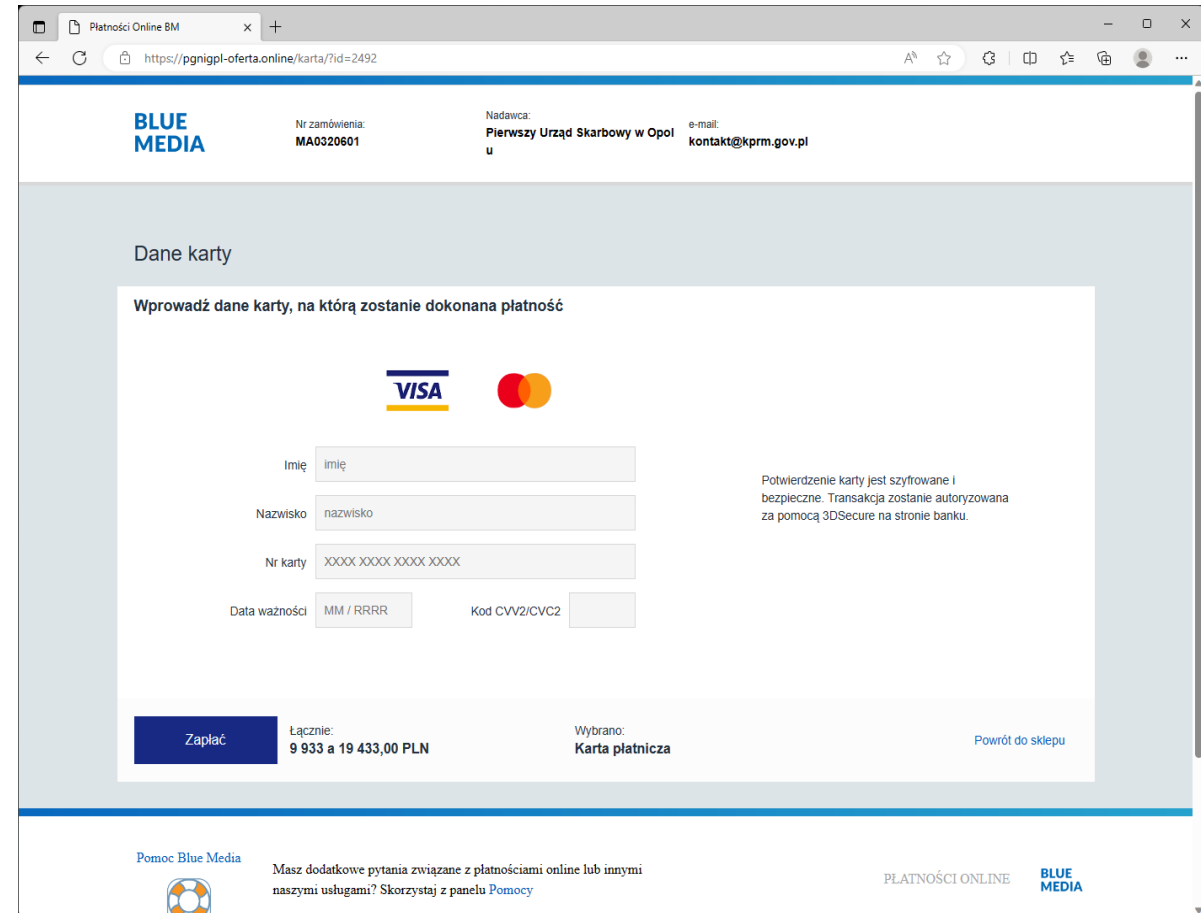 Płatności Online BM
https://pgnigpl-oferta.online/karta/?id=2492
BLUE
MEDIA
Nr zamówienia:
MA0320601
Nadawca:
Pierwszy Urząd Skarbowy w Opol
u
e-mail:
kontakt@kprm.gov.pl
Dane karty
Wprowadź dane karty, na którą zostanie dokonana płatność
VISA
Imię imię
Nazwisko nazwisko
Nr karty XXXX XXXX XXXX XXXX
Data ważności MM / RRRR Kod CVV2/CVC2
Potwierdzenie karty jest szyfrowane i
bezpieczne. Transakcja zostanie autoryzowana
za pomocą 3DSecure na stronie banku.
Zapłać
Łącznie:
9 933 a 19 433,00 PLN
Wybrano:
Karta płatnicza
Powrót do sklepu
Pomoc Blue Media
Masz dodatkowe pytania związane z płatnościami online lub innymi
naszymi usługami? Skorzystaj z panelu Pomocy
PŁATNOŚCI ONLINE
BLUE
MEDIA